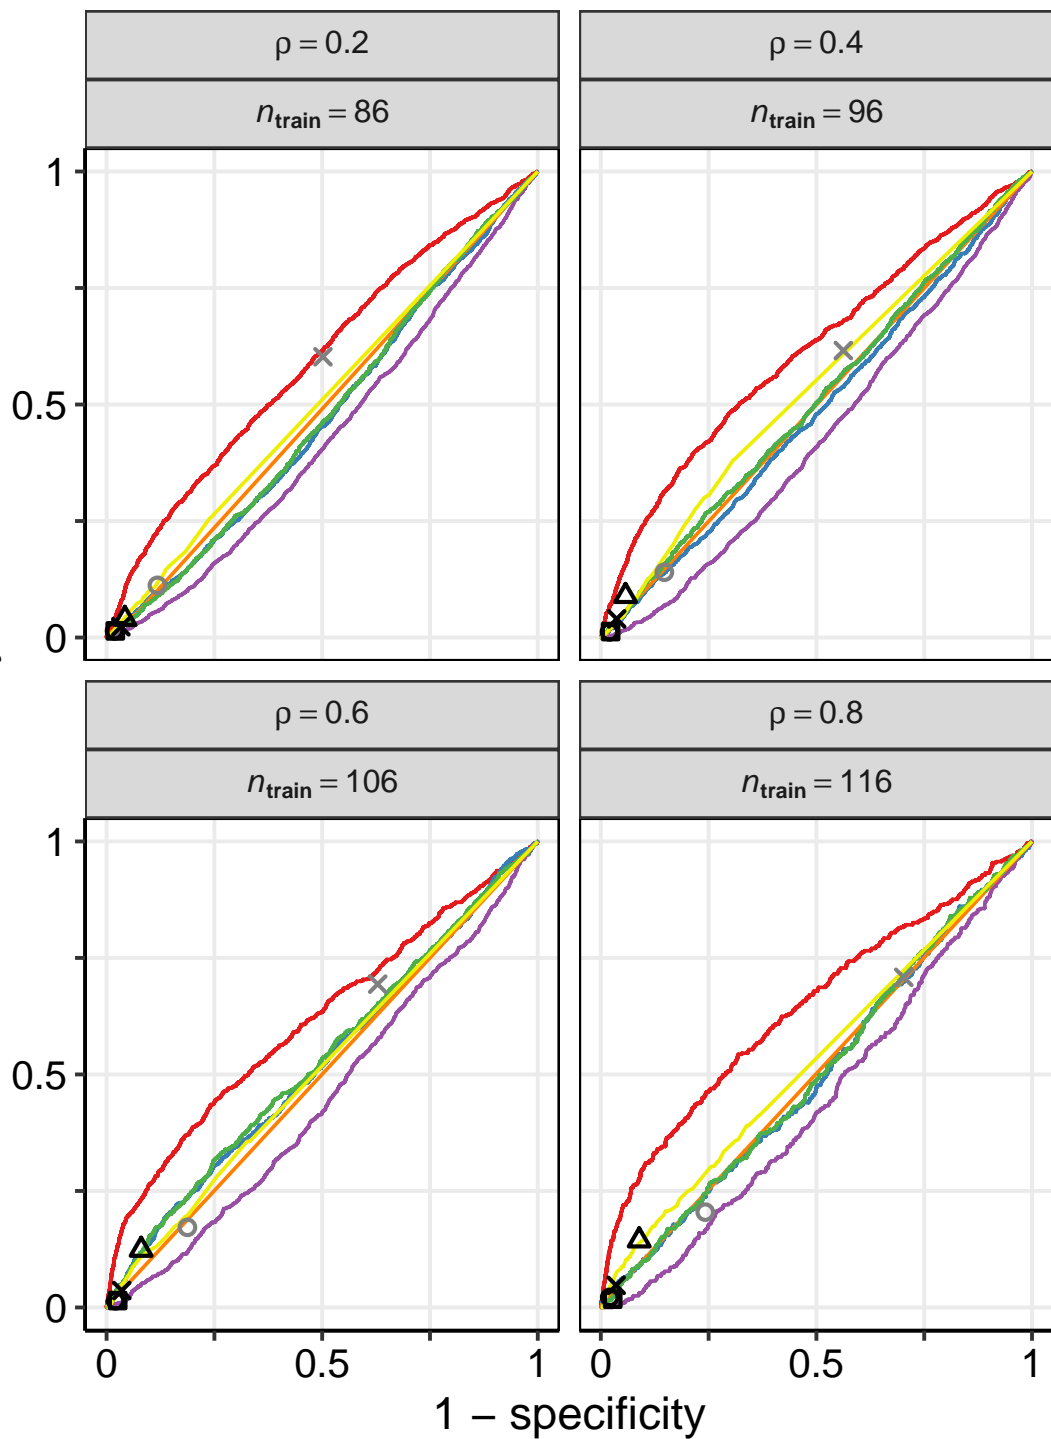 ρ = 0.2
ρ = 0.4
n_train = 86
n_train = 96
1
0.5
0
ρ = 0.6
ρ = 0.8
n_train = 106
n_train = 116
1
0.5
0
0 0.5 1
0 0.5 1
1 − specificity